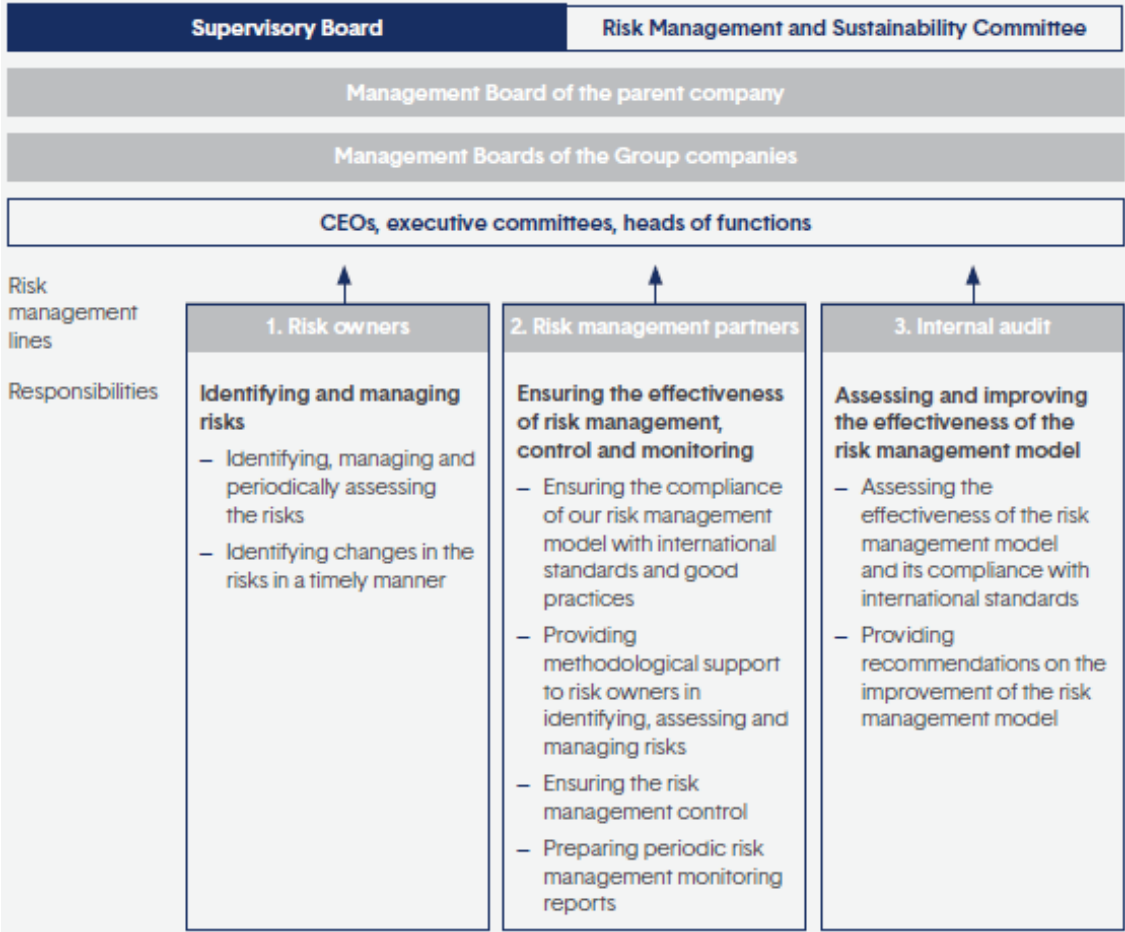 Supervisory Board
Risk Management and Sustainability Committee
Management Board of the parent company
Management Boards of the Group companies
CEOs, executive committees, heads of functions
Risk
management
lines
1. Risk owners
2. Risk management partners
3. Internal audit
Responsibilities
Identifying and managing
risks
– Identifying, managing and
periodically assessing
the risks
– Identifying changes in the
risks in a timely manner
Ensuring the effectiveness
of risk management,
control and monitoring
– Ensuring the compliance
of our risk management
model with international
standards and good
practices
– Providing
methodological support
to risk owners in
identifying, assessing and
managing risks
– Ensuring the risk
management control
– Preparing periodic risk
management monitoring
reports
Assessing and improving
the effectiveness of the
risk management model
– Assessing the
effectiveness of the risk
management model
and its compliance with
international standards
– Providing
recommendations on the
improvement of the risk
management model